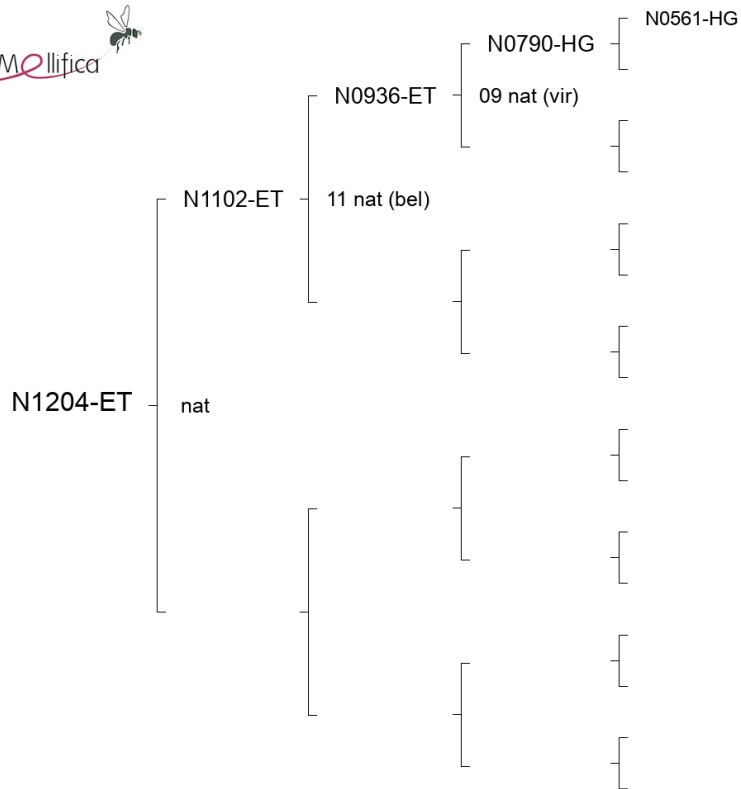 N0561-HG
N0790-HG
Mellifica
N0936-ET 09 nat (vir)
N1102-ET 11 nat (bel)
N1204-ET nat